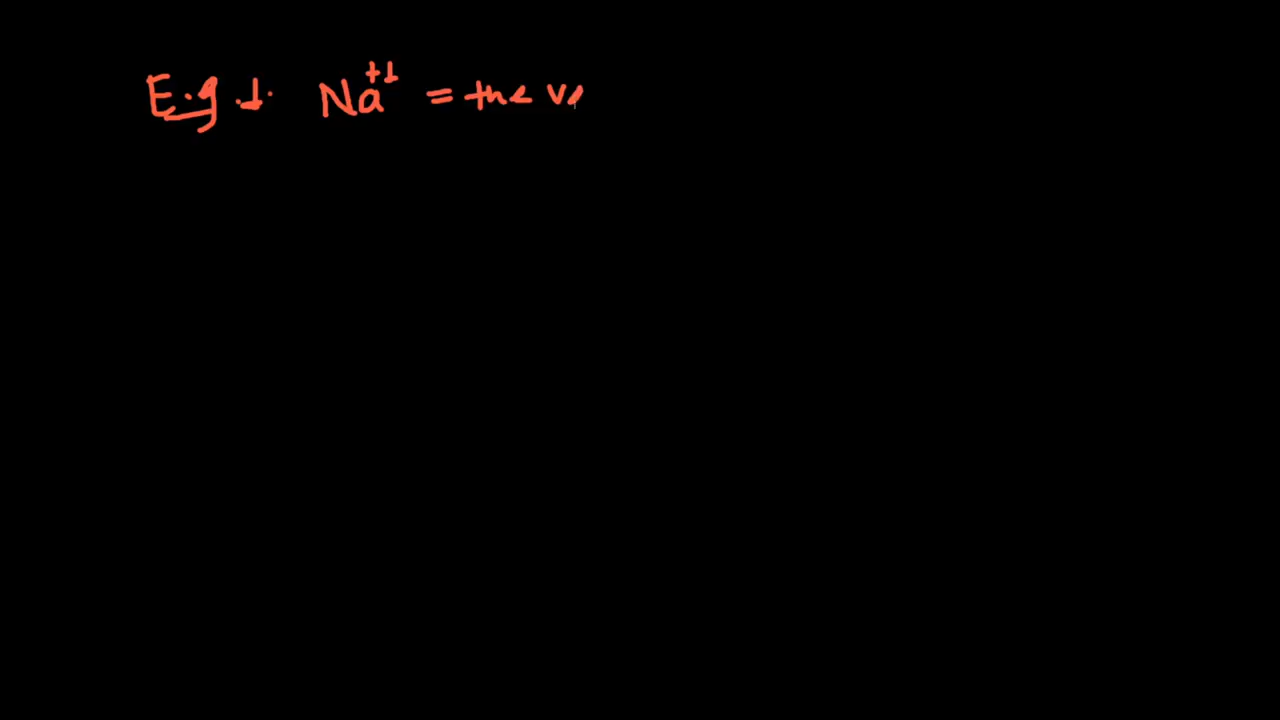 E.g 1. Na⁺¹ = the